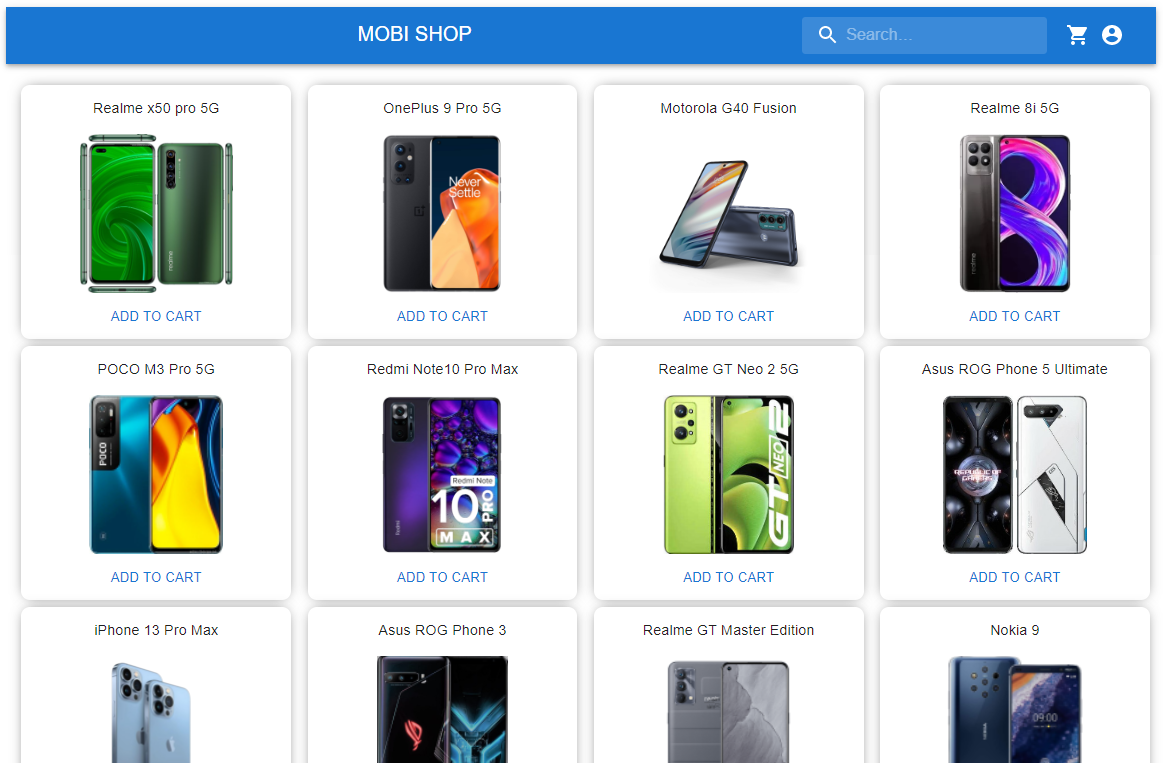 MOBI SHOP
Search…
Realme x50 pro 5G
OnePlus 9 Pro 5G
Motorola G40 Fusion
Realme 8i 5G
realme
Never
Settle
realme
ADD TO CART
ADD TO CART
ADD TO CART
ADD TO CART
POCO M3 Pro 5G
Redmi Note10 Pro Max
Realme GT Neo 2 5G
Asus ROG Phone 5 Ultimate
POCO
Redmi
Redmi Note
10 PRO
MAX
GT NEO 2
REPUBLIC OF
GAMERS
ADD TO CART
ADD TO CART
ADD TO CART
ADD TO CART
iPhone 13 Pro Max
Asus ROG Phone 3
Realme GT Master Edition
Nokia 9
NOKIA
09:00